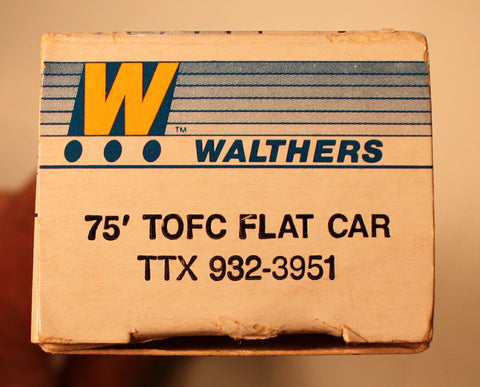 W
™
WALTHERS
75' TOFC FLAT CAR
TTX 932-3951